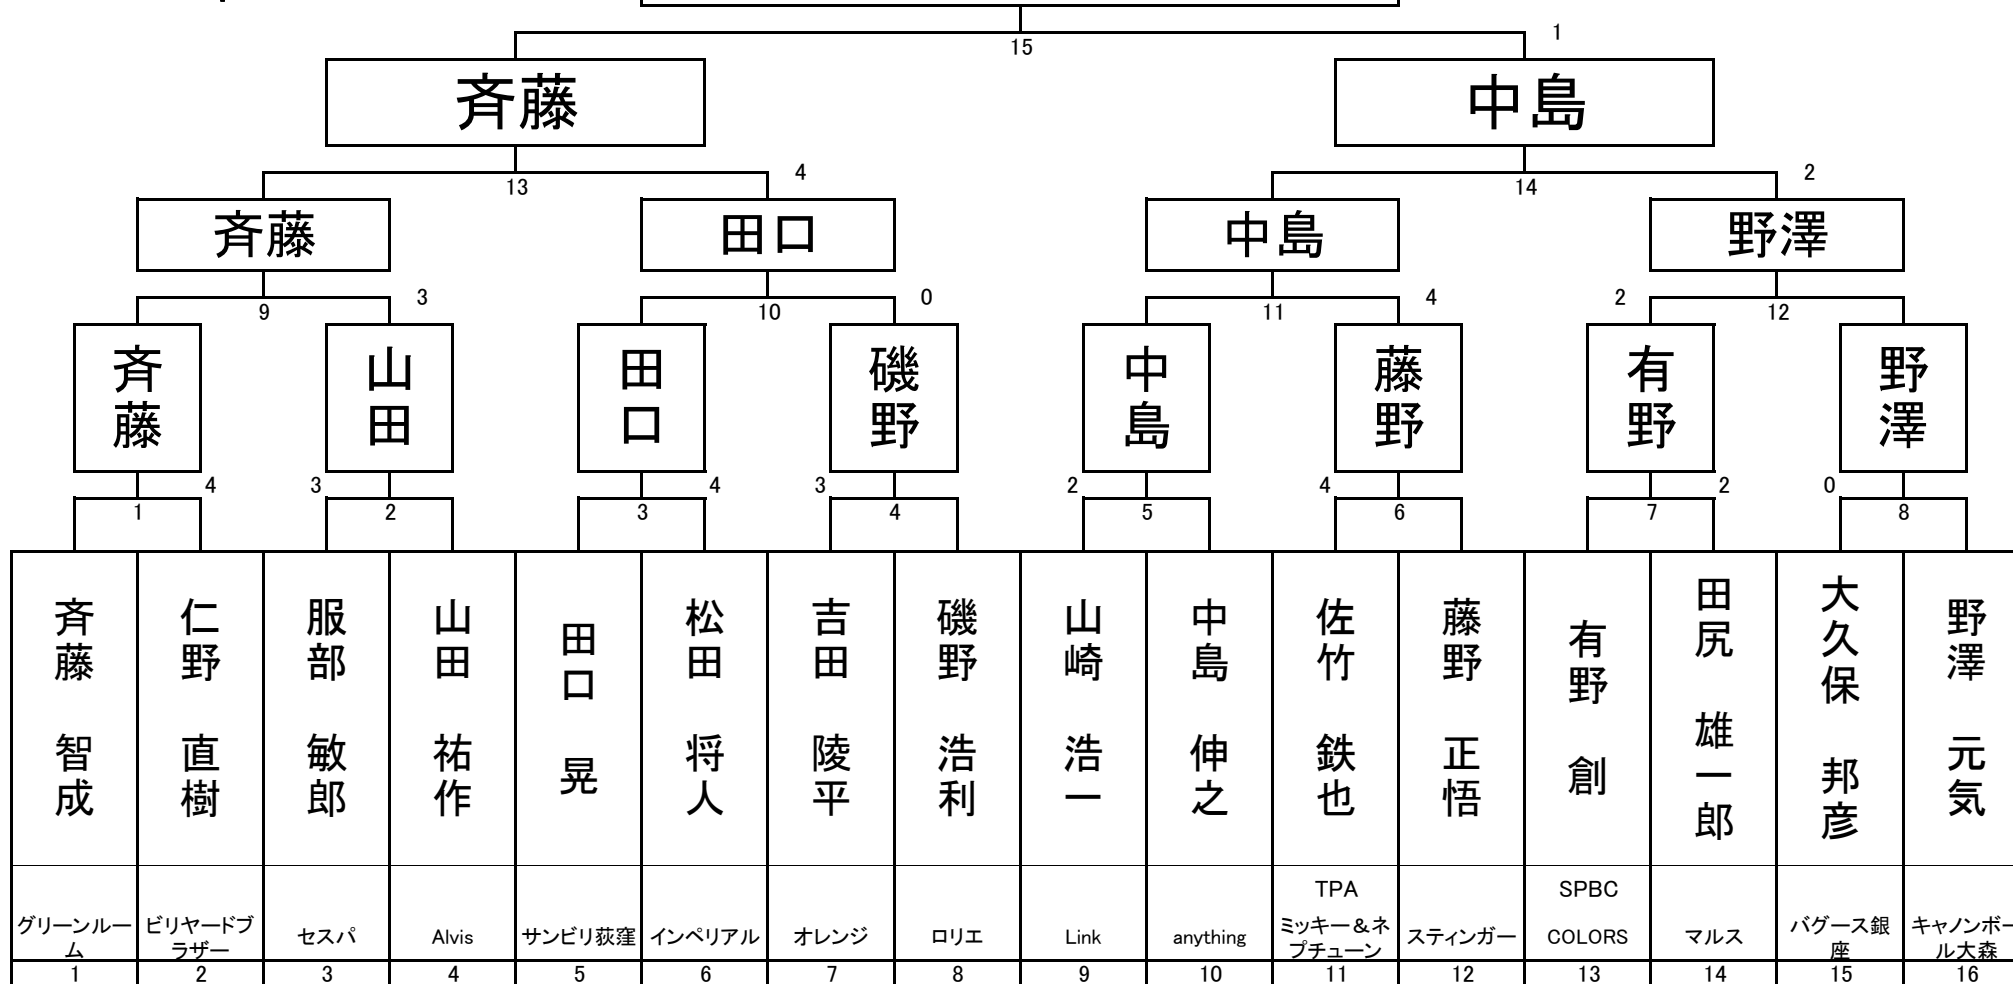 1
15
斉藤
中島
4
2
13
14
斉藤
田口
中島
野澤
3
0
4
2
9
10
11
12
斉藤
山田
田口
磯野
中島
藤野
有野
野澤
4
3
4
3
2
4
2
0
1
2
3
4
5
6
7
8
斉藤 智成
仁野 直樹
服部 敏郎
山田 祐作
田口 晃
松田 将人
吉田 陵平
磯野 浩利
山崎 浩一
中島 伸之
佐竹 鉄也
藤野 正悟
有野 創
田尻 雄一郎
大久保 邦彦
野澤 元気
グリーンルー
ム
ビリヤードブ
ラザー
セスパ
Alvis
サンビリ荻窪
インペリアル
オレンジ
ロリエ
Link
anything
TPA
ミッキー＆ネ
プチューン
スティンガー
SPBC
COLORS
マルス
バグース銀
座
キャノンボー
ル大森
1
2
3
4
5
6
7
8
9
10
11
12
13
14
15
16